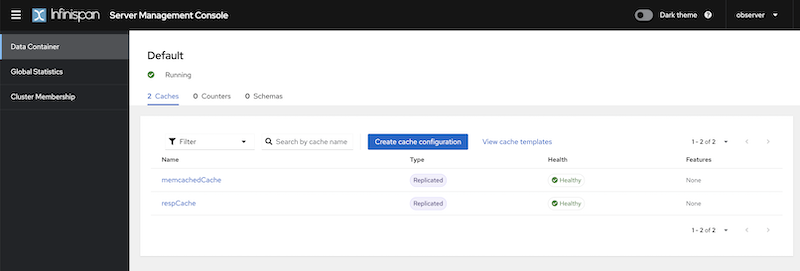 Infinispan Server Management Console Dark theme observer
Data Container
Global Statistics
Cluster Membership
Default
Running
2 Caches 0 Counters 0 Schemas
Filter Search by cache name Create cache configuration View cache templates 1 - 2 of 2
Name Type Health Features
memcachedCache Replicated Healthy None
respCache Replicated Healthy None
1 - 2 of 2